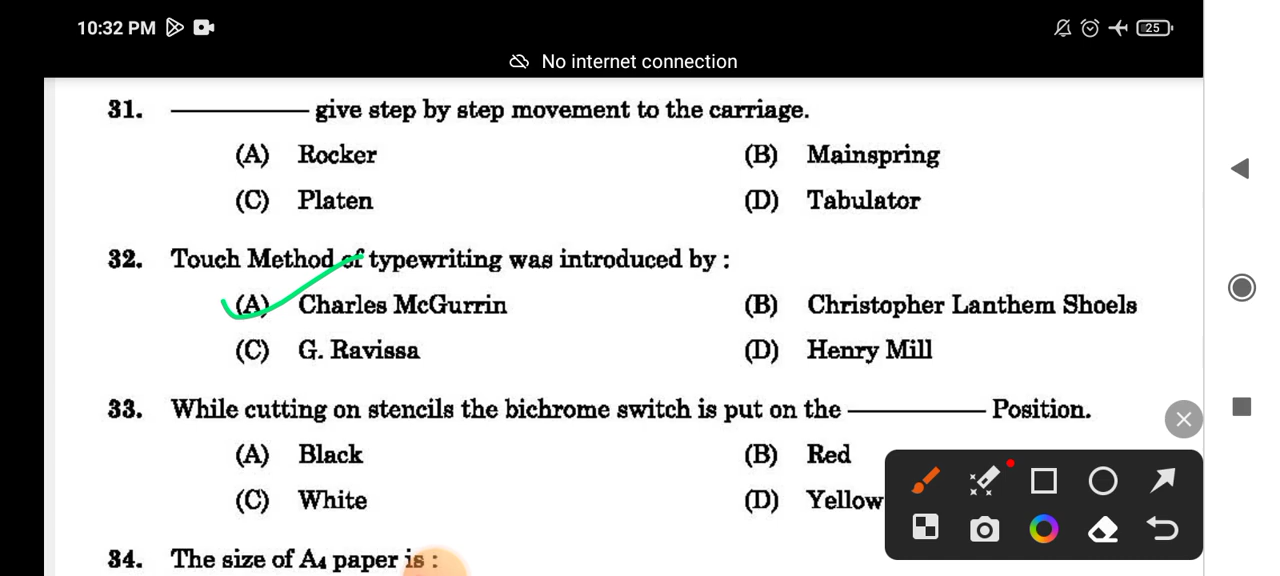 10:32 PM
25
No internet connection
31. ________ give step by step movement to the carriage.
(A) Rocker (B) Mainspring
(C) Platen (D) Tabulator
32. Touch Method of typewriting was introduced by :
(A) Charles McGurrin (B) Christopher Lanthem Shoels
(C) G. Ravissa (D) Henry Mill
33. While cutting on stencils the bichrome switch is put on the ________ Position.
(A) Black (B) Red
(C) White (D) Yellow
34. The size of A4 paper is :